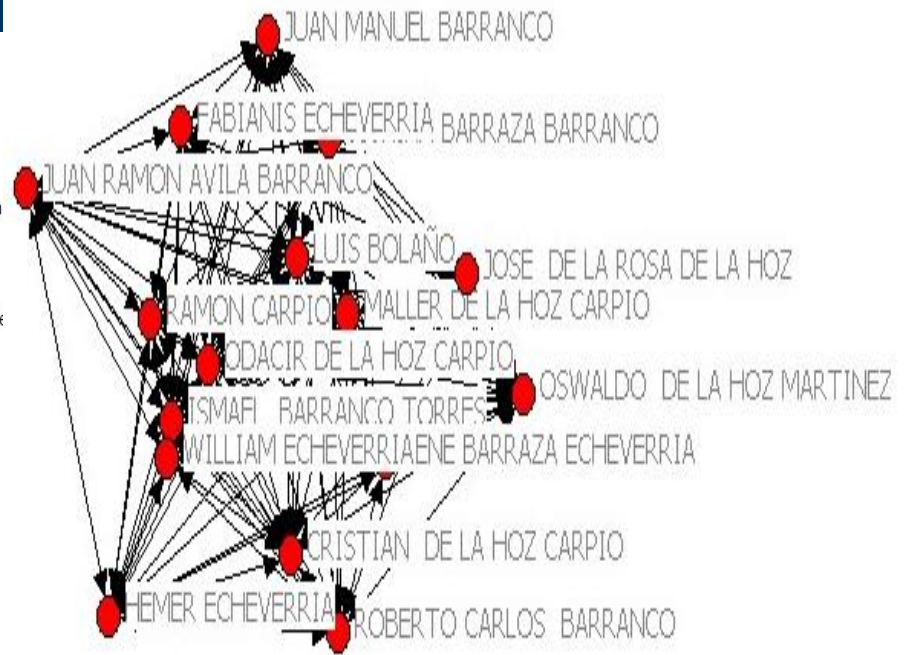 JUAN MANUEL BARRANCO
FABIANIS ECHEVERRIA
BARRAZA BARRANCO
JUAN RAMON AVILA BARRANCO
LUIS BOLAÑO
JOSE DE LA ROSA DE LA HOZ
RAMON CARPIO
MALLER DE LA HOZ CARPIO
ODACIR DE LA HOZ CARPIO
OSWALDO DE LA HOZ MARTINEZ
ISMAEL BARRANCO TORRES
WILLIAM ECHEVERRIA
ENE BARRAZA ECHEVERRIA
CRISTIAN DE LA HOZ CARPIO
HEMER ECHEVERRIA
ROBERTO CARLOS BARRANCO